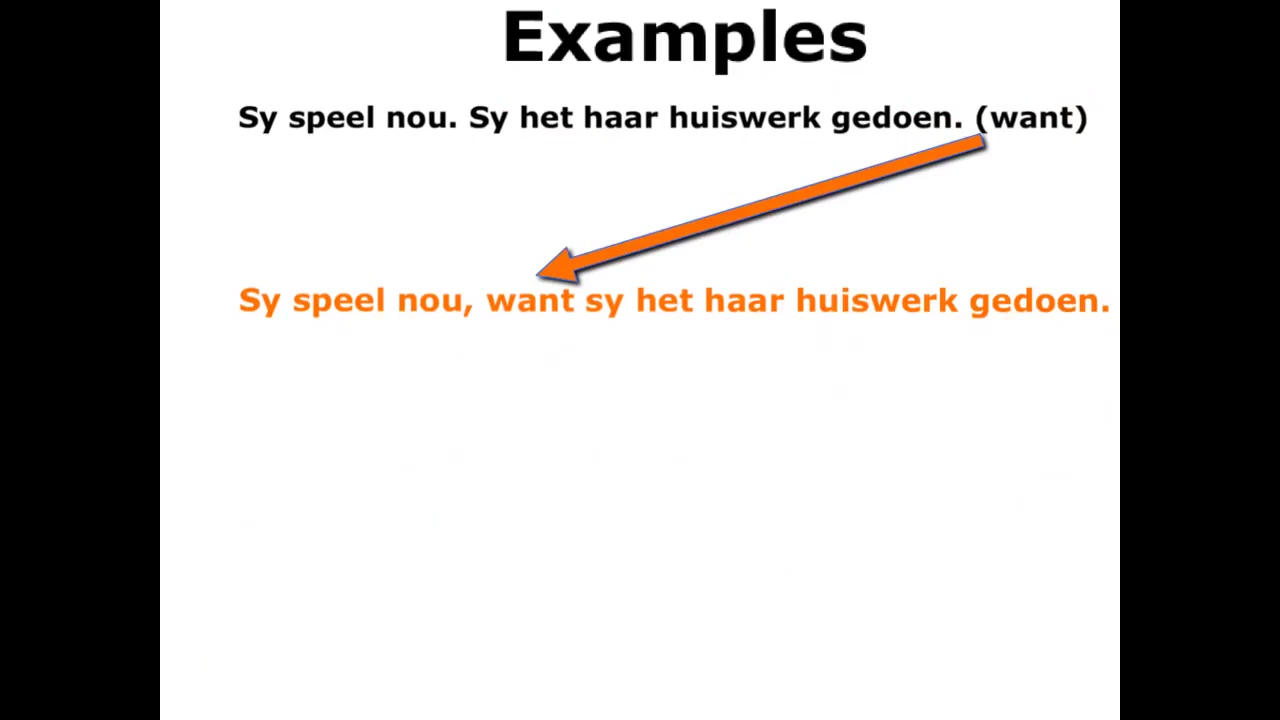 Examples
Sy speel nou. Sy het haar huiswerk gedoen. (want)
Sy speel nou, want sy het haar huiswerk gedoen.